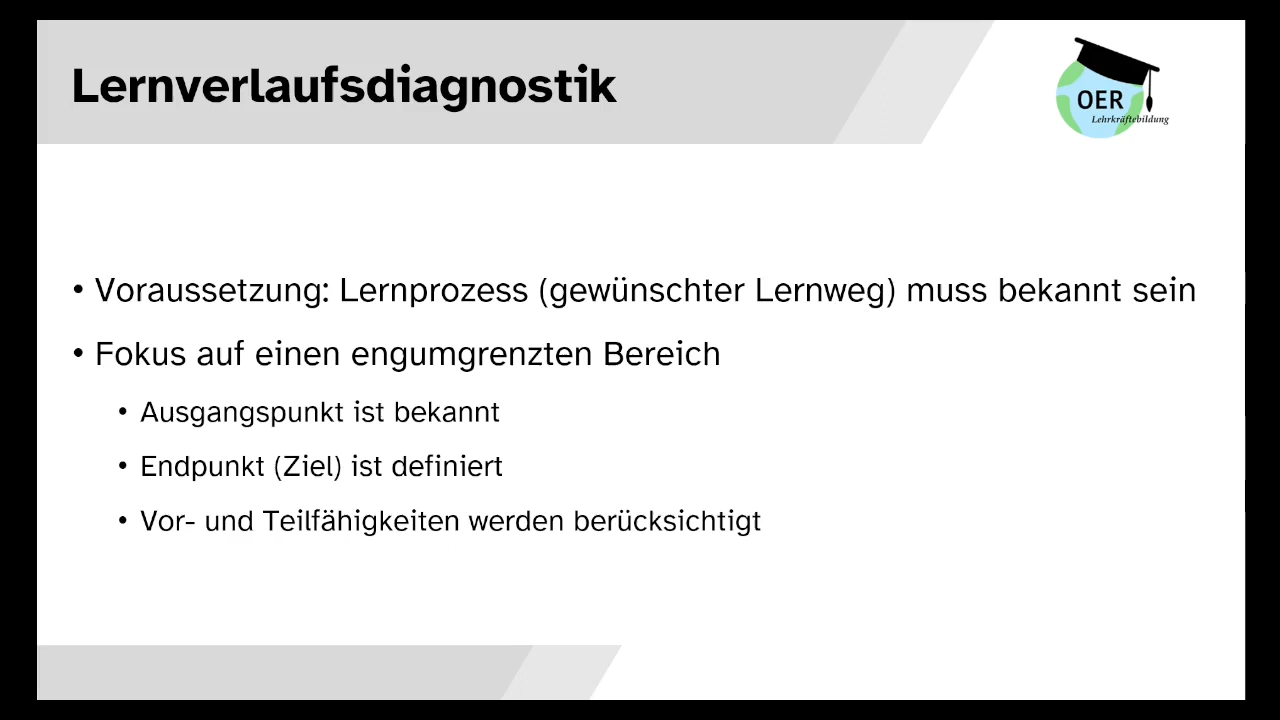 Lernverlaufsdiagnostik
OER
Lehrkräftebildung
• Voraussetzung: Lernprozess (gewünschter Lernweg) muss bekannt sein
• Fokus auf einen engumgrenzten Bereich
• Ausgangspunkt ist bekannt
• Endpunkt (Ziel) ist definiert
• Vor- und Teilfähigkeiten werden berücksichtigt